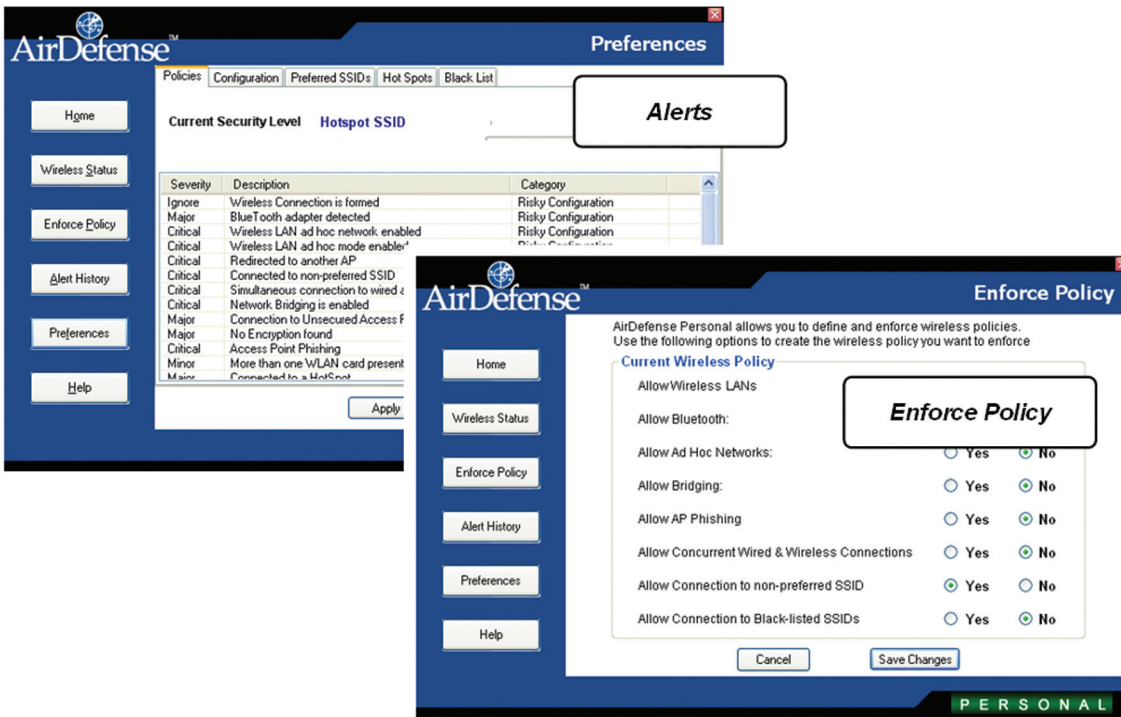 AirDefense™
Preferences
Policies Configuration Preferred SSIDs Hot Spots Black List
Alerts
Current Security Level Hotspot SSID
Home
Wireless Status
Enforce Policy
Alert History
Preferences
Help
Severity Description Category
Ignore Wireless Connection is formed Risky Configuration
Major BlueTooth adapter detected Risky Configuration
Critical Wireless LAN ad hoc network enabled Risky Configuration
Critical Wireless LAN ad hoc mode enabled Risky Configuration
Critical Redirected to another AP
Critical Connected to non-preferred SSID
Critical Simultaneous connection to wired
Critical Network Bridging is enabled
Major Connection to Unsecured Access
Major No Encryption found
Critical Access Point Phishing
Minor More than one WLAN card present
Major Connected to a HotSpot
Apply
AirDefense™
Enforce Policy
AirDefense Personal allows you to define and enforce wireless policies.
Use the following options to create the wireless policy you want to enforce
Home
Wireless Status
Enforce Policy
Alert History
Preferences
Help
Current Wireless Policy
Allow Wireless LANs
Enforce Policy
Allow Bluetooth:
Allow Ad Hoc Networks: Yes No
Allow Bridging: Yes No
Allow AP Phishing Yes No
Allow Concurrent Wired & Wireless Connections Yes No
Allow Connection to non-preferred SSID Yes No
Allow Connection to Black-listed SSIDs Yes No
Cancel Save Changes
PERSONAL